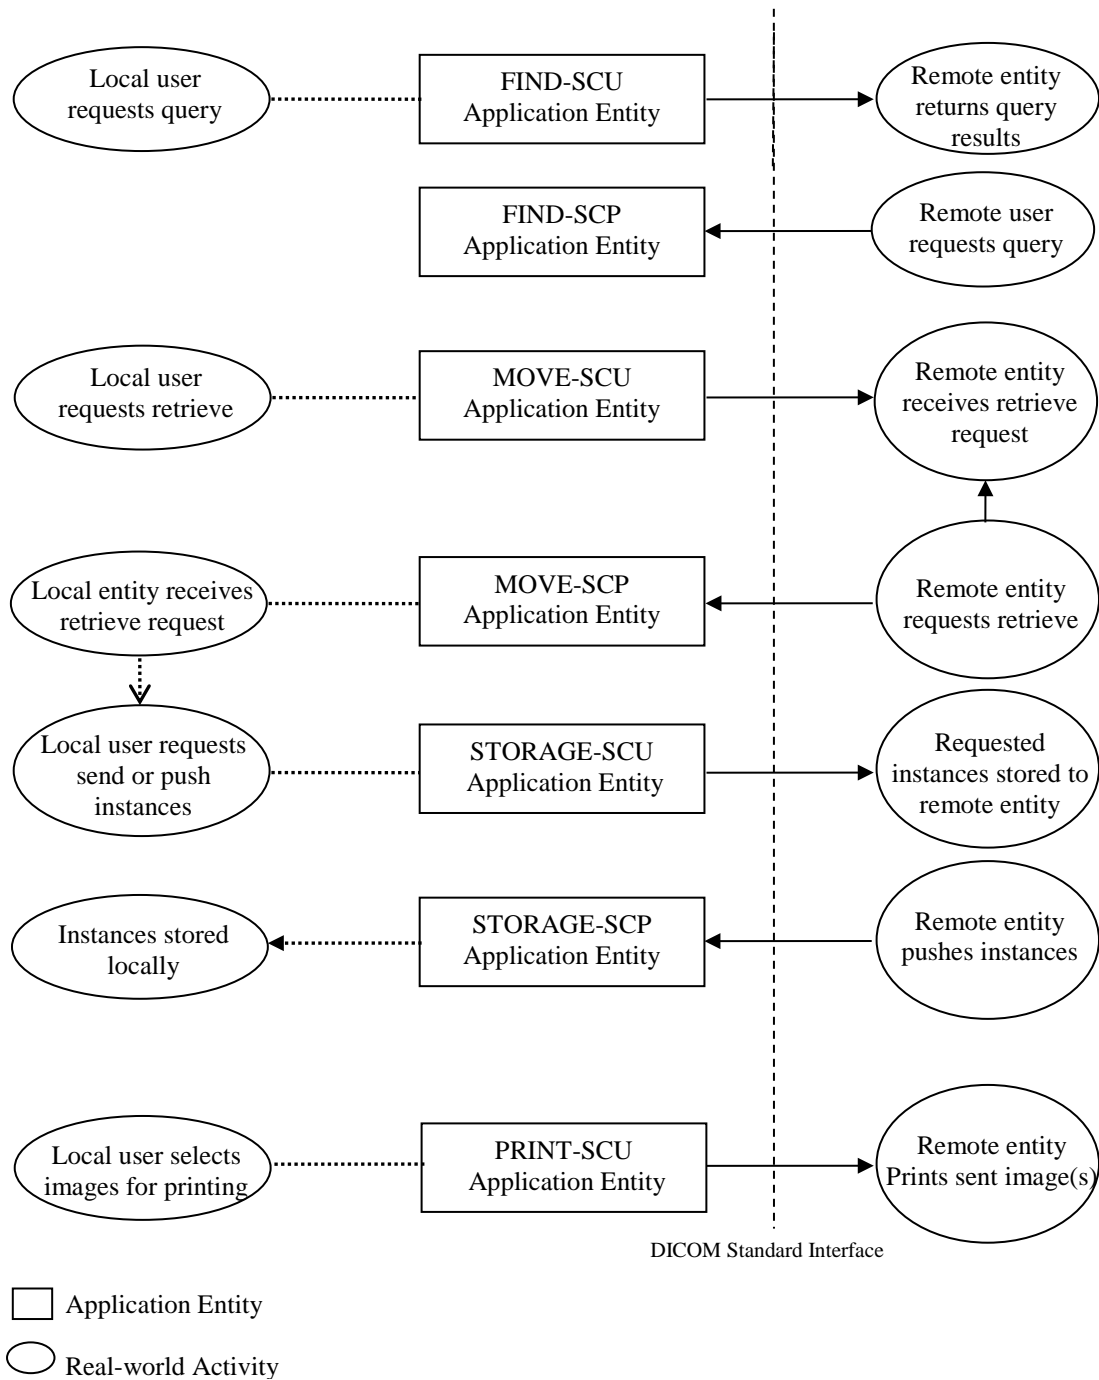 Local user
requests query
FIND-SCU
Application Entity
Remote entity
returns query
results
FIND-SCP
Application Entity
Remote user
requests query
Local user
requests retrieve
MOVE-SCU
Application Entity
Remote entity
receives retrieve
request
Local entity receives
retrieve request
MOVE-SCP
Application Entity
Remote entity
requests retrieve
Local user requests
send or push
instances
STORAGE-SCU
Application Entity
Requested
instances stored to
remote entity
Instances stored
locally
STORAGE-SCP
Application Entity
Remote entity
pushes instances
Local user selects
images for printing
PRINT-SCU
Application Entity
Remote entity
Prints sent image(s)
DICOM Standard Interface
Application Entity
Real-world Activity